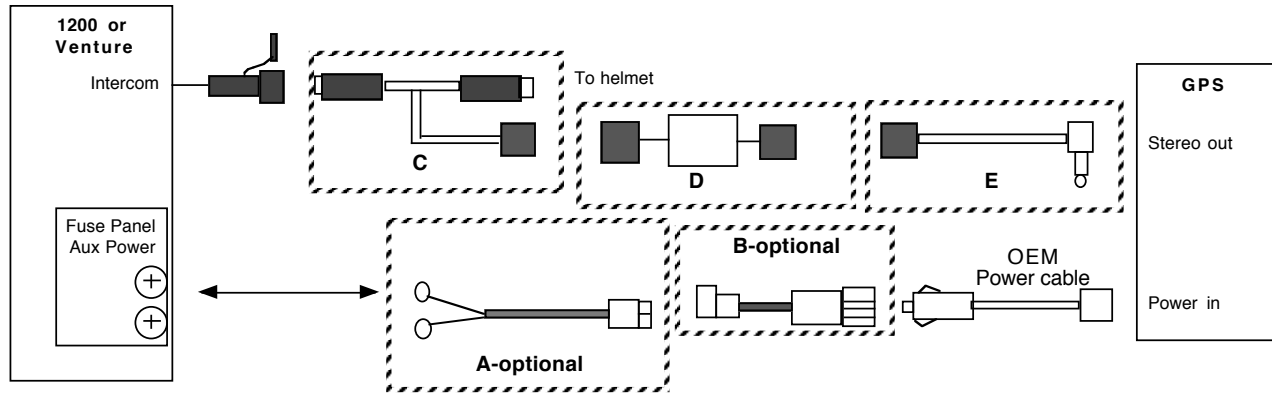 1200 or
Venture
Intercom
To helmet
GPS
Stereo out
C
D
E
Fuse Panel
Aux Power
B-optional
OEM
Power cable
Power in
A-optional